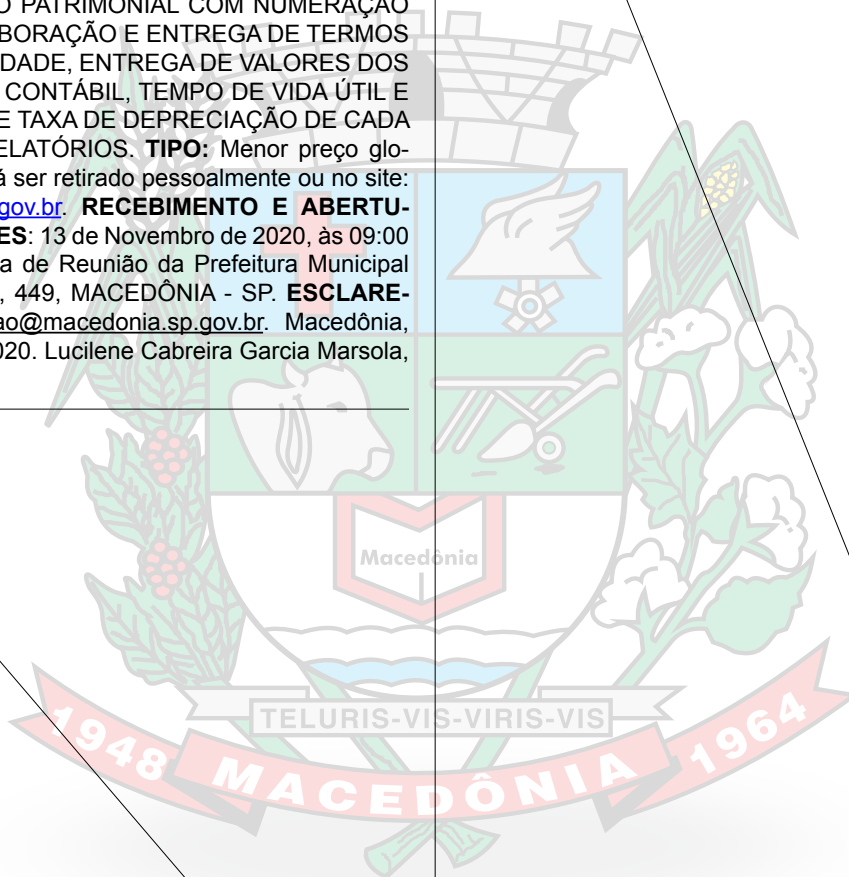 O PATRIMONIAL COM NUMERAÇÃO
BORAÇÃO E ENTREGA DE TERMOS
IDADE, ENTREGA DE VALORES DOS
CONTÁBIL, TEMPO DE VIDA ÚTIL E
E TAXA DE DEPRECIAÇÃO DE CADA
ELATÓRIOS. TIPO: Menor preço glo-
á ser retirado pessoalmente ou no site:
gov.br. RECEBIMENTO E ABERTU-
ES: 13 de Novembro de 2020, às 09:00
a de Reunião da Prefeitura Municipal
, 449, MACEDÔNIA - SP. ESCLARE-
ao@macedonia.sp.gov.br. Macedônia,
020. Lucilene Cabreira Garcia Marsola,
Macedônia
TELURIS-VIS-VIRIS-VIS
1948 MACEDÔNIA 1964